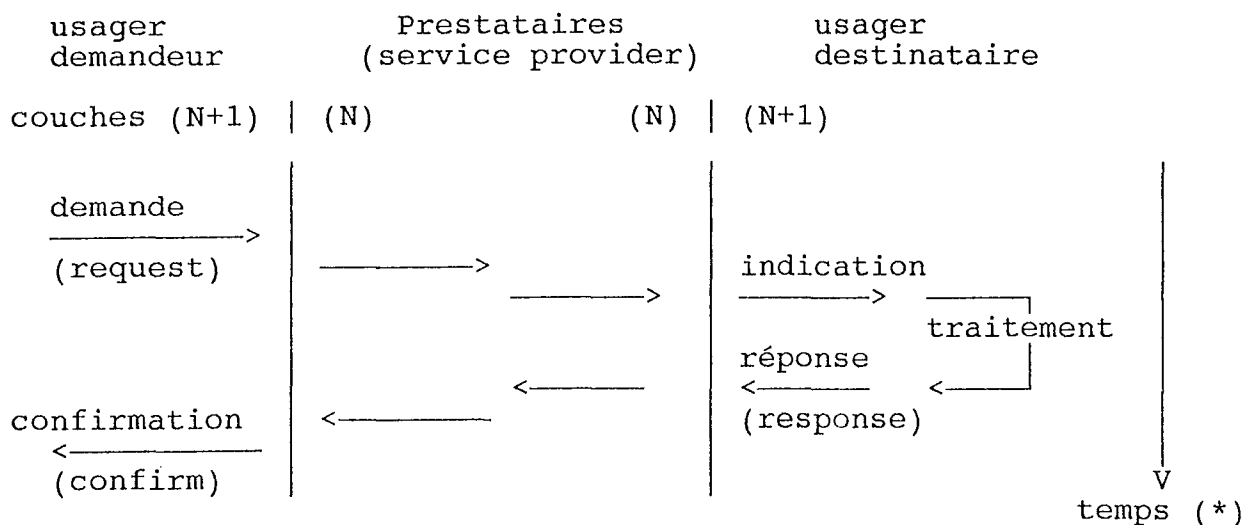 usager Prestataires usager
demandeur (service provider) destinataire
couches (N+1) | (N) (N) | (N+1)
demande
(request)
indication
traitement
réponse
(response)
confirmation
(confirm)
temps (*)